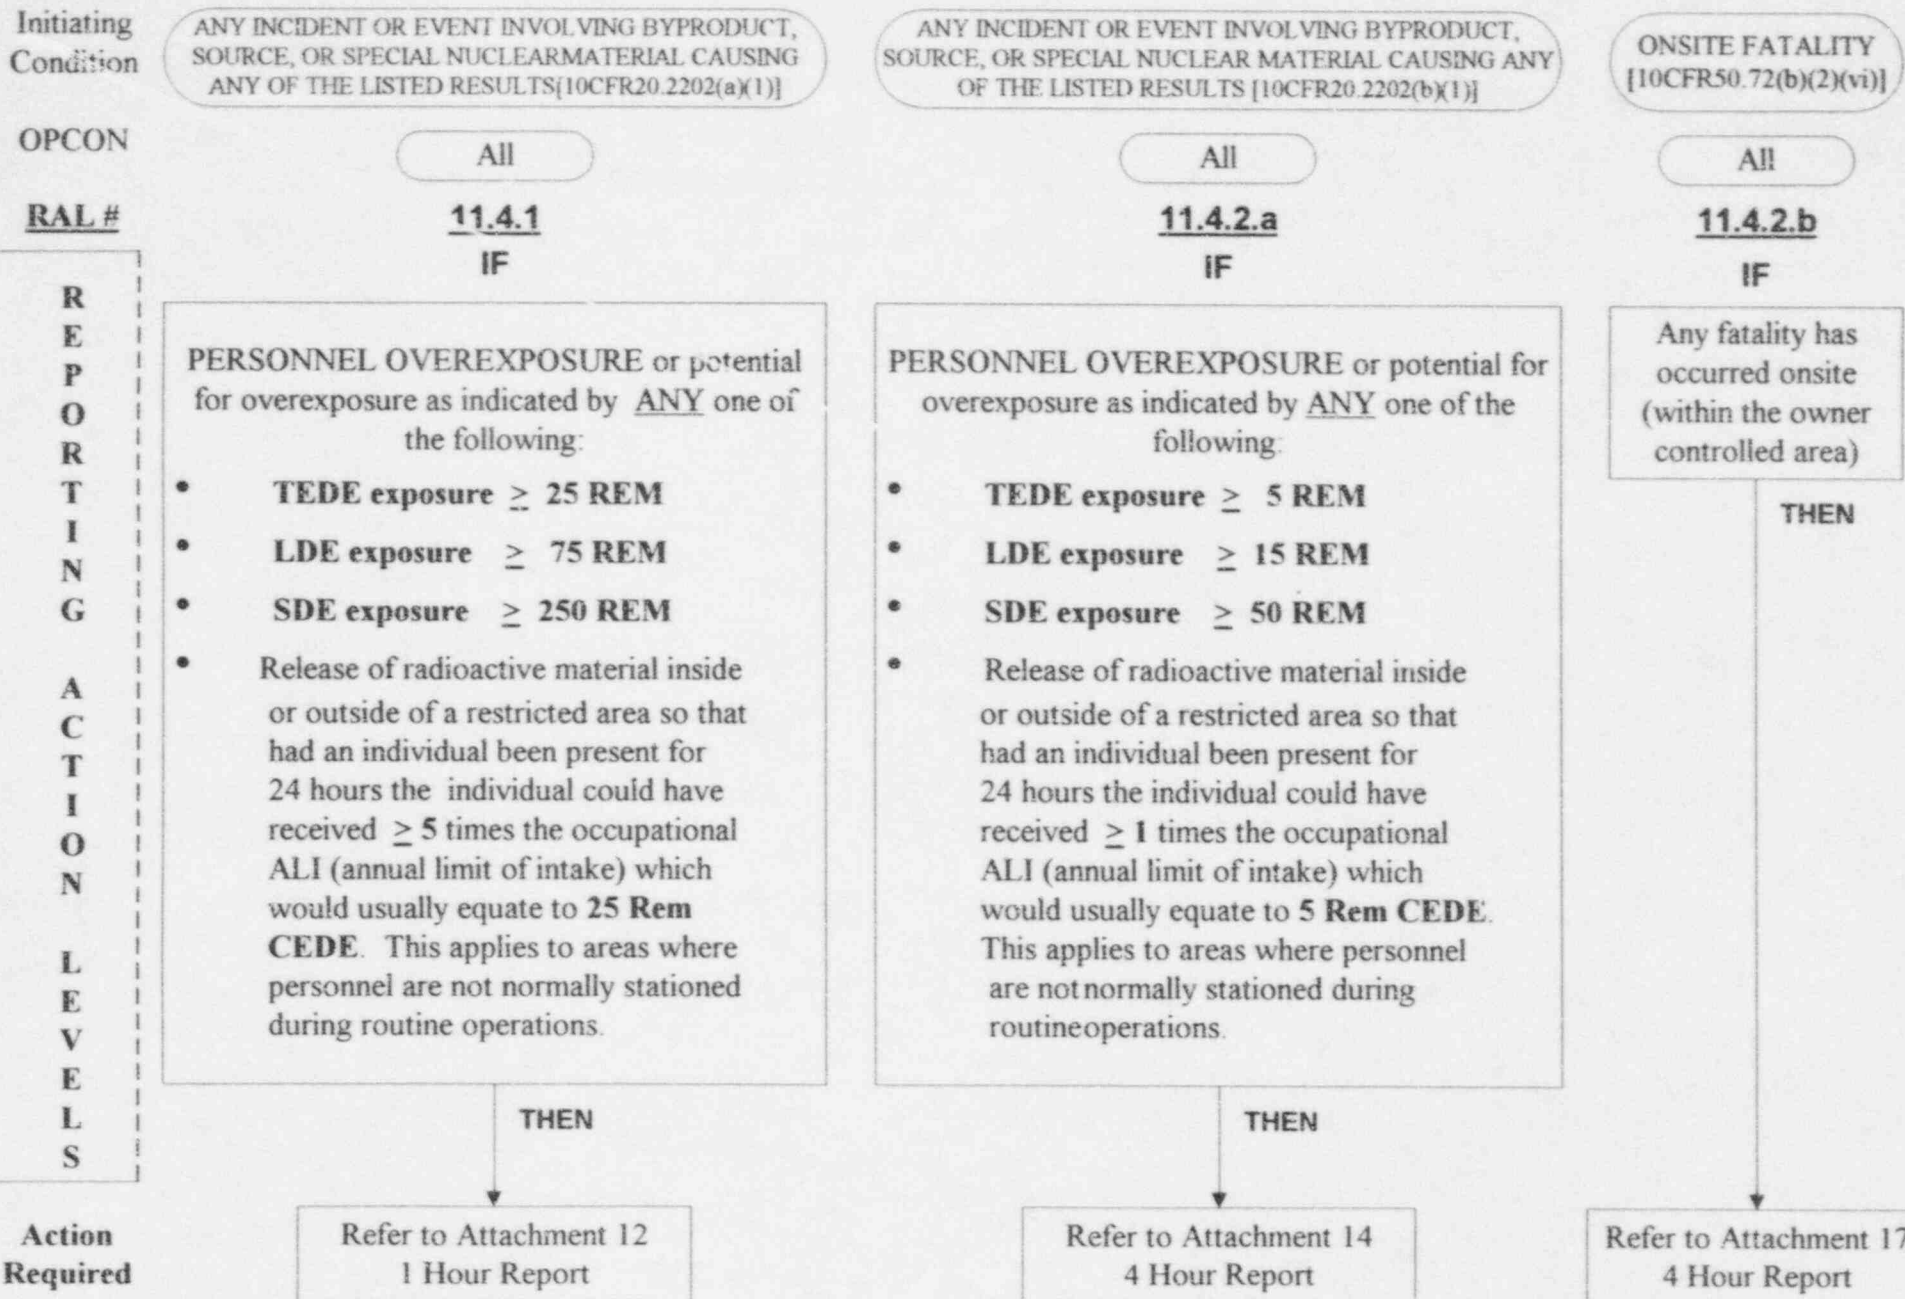 Initiating
Condition
ANY INCIDENT OR EVENT INVOLVING BYPRODUCT,
SOURCE, OR SPECIAL NUCLEARMATERIAL CAUSING
ANY OF THE LISTED RESULTS[10CFR20.2202(a)(1)]
ANY INCIDENT OR EVENT INVOLVING BYPRODUCT,
SOURCE, OR SPECIAL NUCLEAR MATERIAL CAUSING ANY
OF THE LISTED RESULTS [10CFR20.2202(b)(1)]
ONSITE FATALITY
[10CFR50.72(b)(2)(vi)]
OPCON
All
All
All
RAL #
11.4.1
11.4.2.a
11.4.2.b
IF
IF
IF
REPORTING ACTION LEVELS
PERSONNEL OVEREXPOSURE or potential
for overexposure as indicated by ANY one of
the following:
• TEDE exposure ≥ 25 REM
• LDE exposure ≥ 75 REM
• SDE exposure ≥ 250 REM
• Release of radioactive material inside
or outside of a restricted area so that
had an individual been present for
24 hours the individual could have
received ≥ 5 times the occupational
ALI (annual limit of intake) which
would usually equate to 25 Rem
CEDE. This applies to areas where
personnel are not normally stationed
during routine operations.
THEN
PERSONNEL OVEREXPOSURE or potential for
overexposure as indicated by ANY one of the
following:
• TEDE exposure ≥ 5 REM
• LDE exposure ≥ 15 REM
• SDE exposure ≥ 50 REM
• Release of radioactive material inside
or outside of a restricted area so that
had an individual been present for
24 hours the individual could have
received ≥ 1 times the occupational
ALI (annual limit of intake) which
would usually equate to 5 Rem CEDE.
This applies to areas where personnel
are not normally stationed during
routineoperations.
THEN
Any fatality has
occurred onsite
(within the owner
controlled area)
THEN
Action
Required
Refer to Attachment 12
1 Hour Report
Refer to Attachment 14
4 Hour Report
Refer to Attachment 17
4 Hour Report